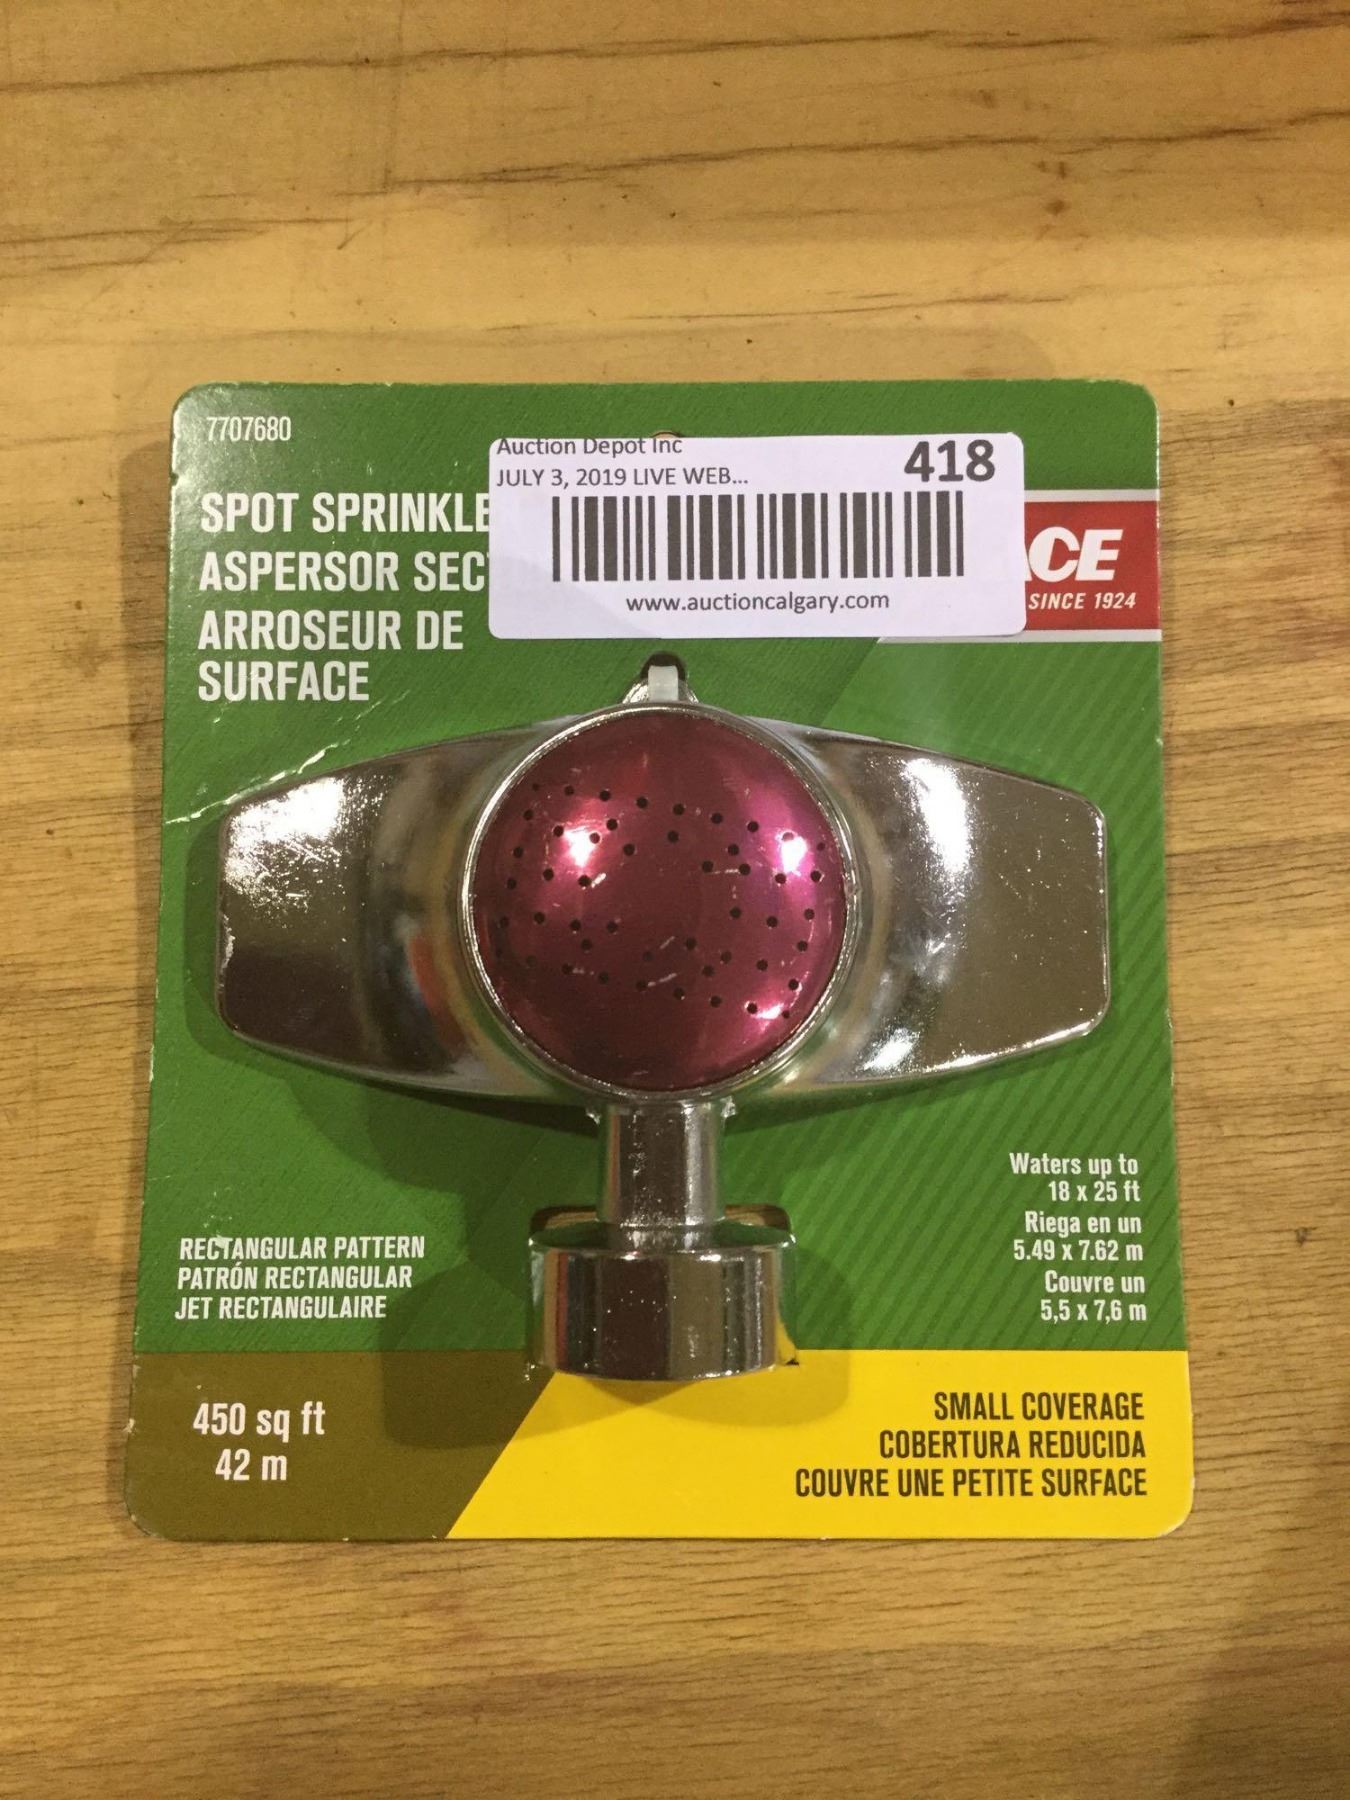 7707680
Auction Depot Inc
418
JULY 3, 2019 LIVE WEB...
www.auctioncalgary.com
SPOT SPRINKLE
ASPERSOR SEC
ARROSEUR DE
SURFACE
CE
SINCE 1924
Waters up to
18 x 25 ft
Riega en un
5.49 x 7.62 m
Couvre un
5,5 x 7,6 m
RECTANGULAR PATTERN
PATRÓN RECTANGULAR
JET RECTANGULAIRE
450 sq ft
42 m
SMALL COVERAGE
COBERTURA REDUCIDA
COUVRE UNE PETITE SURFACE